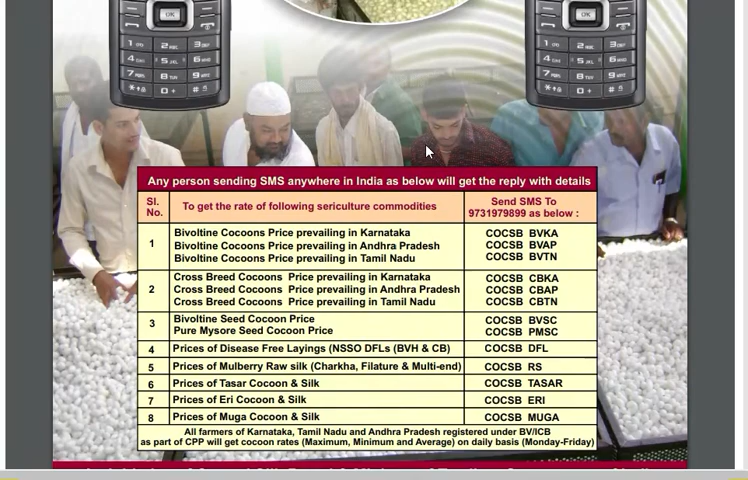 Any person sending SMS anywhere in India as below will get the reply with details
Sl. No. To get the rate of following sericulture commodities Send SMS To 9731979899 as below :
1 Bivoltine Cocoons Price prevailing in Karnataka COCSB BVKA
Bivoltine Cocoons Price prevailing in Andhra Pradesh COCSB BVAP
Bivoltine Cocoons Price prevailing in Tamil Nadu COCSB BVTN
2 Cross Breed Cocoons Price prevailing in Karnataka COCSB CBKA
Cross Breed Cocoons Price prevailing in Andhra Pradesh COCSB CBAP
Cross Breed Cocoons Price prevailing in Tamil Nadu COCSB CBTN
3 Bivoltine Seed Cocoon Price COCSB BVSC
Pure Mysore Seed Cocoon Price COCSB PMSC
4 Prices of Disease Free Layings (NSSO DFLs (BVH & CB) COCSB DFL
5 Prices of Mulberry Raw silk (Charkha, Filature & Multi-end) COCSB RS
6 Prices of Tasar Cocoon & Silk COCSB TASAR
7 Prices of Eri Cocoon & Silk COCSB ERI
8 Prices of Muga Cocoon & Silk COCSB MUGA
All farmers of Karnataka, Tamil Nadu and Andhra Pradesh registered under BV/ICB
as part of CPP will get cocoon rates (Maximum, Minimum and Average) on daily basis (Monday-Friday)